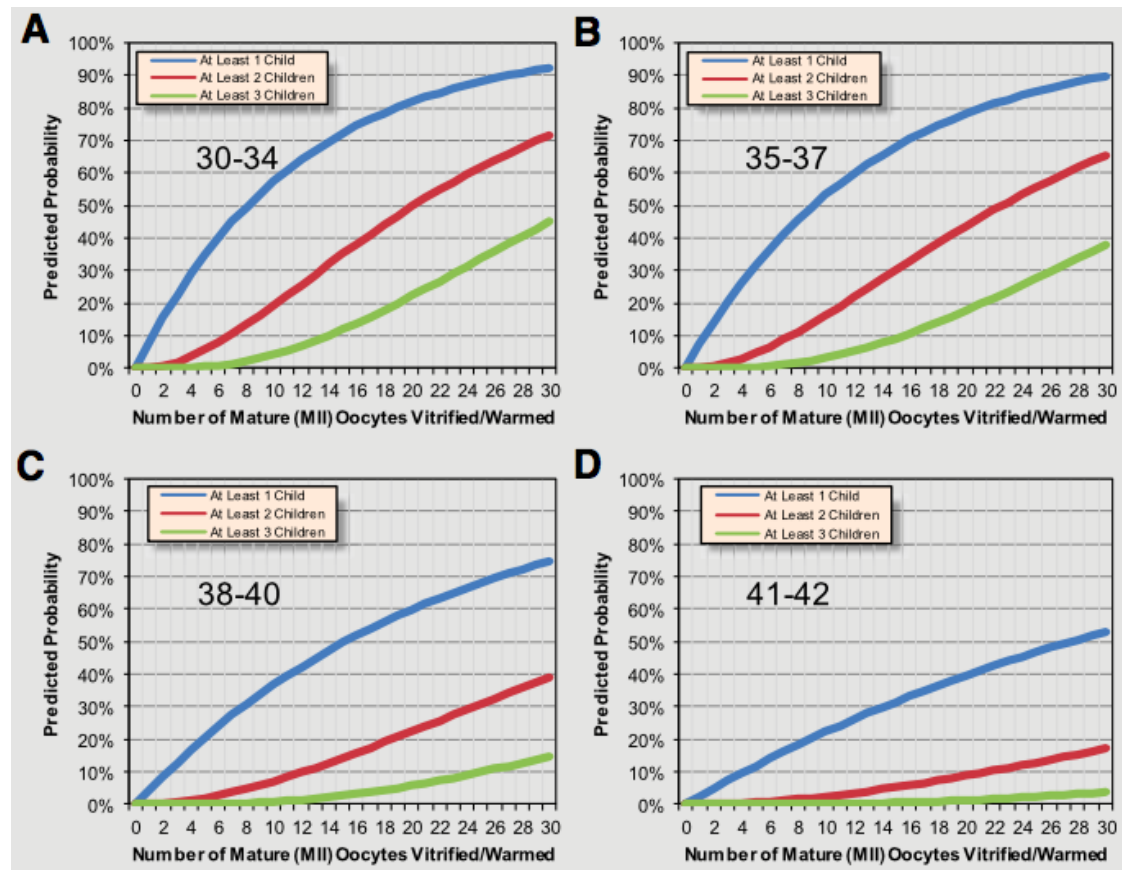 A
100%
90%
80%
70%
60%
50%
40%
30%
20%
10%
0%
Predicted Probability
At Least 1 Child
At Least 2 Children
At Least 3 Children
30-34
0 2 4 6 8 10 12 14 16 18 20 22 24 26 28 30
Number of Mature (MII) Oocytes Vitrified/Warmed
B
100%
90%
80%
70%
60%
50%
40%
30%
20%
10%
0%
Predicted Probability
At Least 1 Child
At Least 2 Children
At Least 3 Children
35-37
0 2 4 6 8 10 12 14 16 18 20 22 24 26 28 30
Number of Mature (MII) Oocytes Vitrified/Warmed
C
100%
90%
80%
70%
60%
50%
40%
30%
20%
10%
0%
Predicted Probability
At Least 1 Child
At Least 2 Children
At Least 3 Children
38-40
0 2 4 6 8 10 12 14 16 18 20 22 24 26 28 30
Number of Mature (MII) Oocytes Vitrified/Warmed
D
100%
90%
80%
70%
60%
50%
40%
30%
20%
10%
0%
Predicted Probability
At Least 1 Child
At Least 2 Children
At Least 3 Children
41-42
0 2 4 6 8 10 12 14 16 18 20 22 24 26 28 30
Number of Mature (MII) Oocytes Vitrified/Warmed